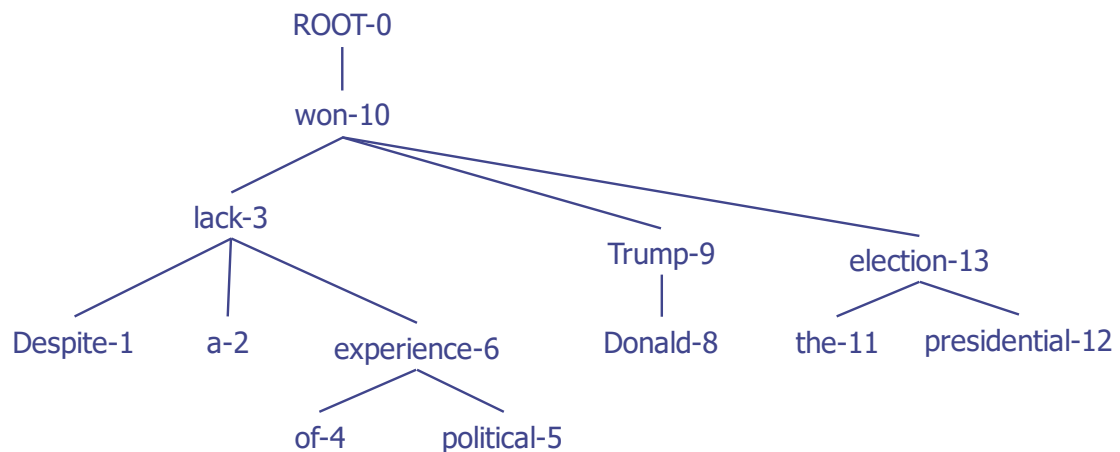 ROOT-0
won-10
lack-3
Trump-9
election-13
Despite-1 a-2 experience-6 Donald-8 the-11 presidential-12
of-4 political-5